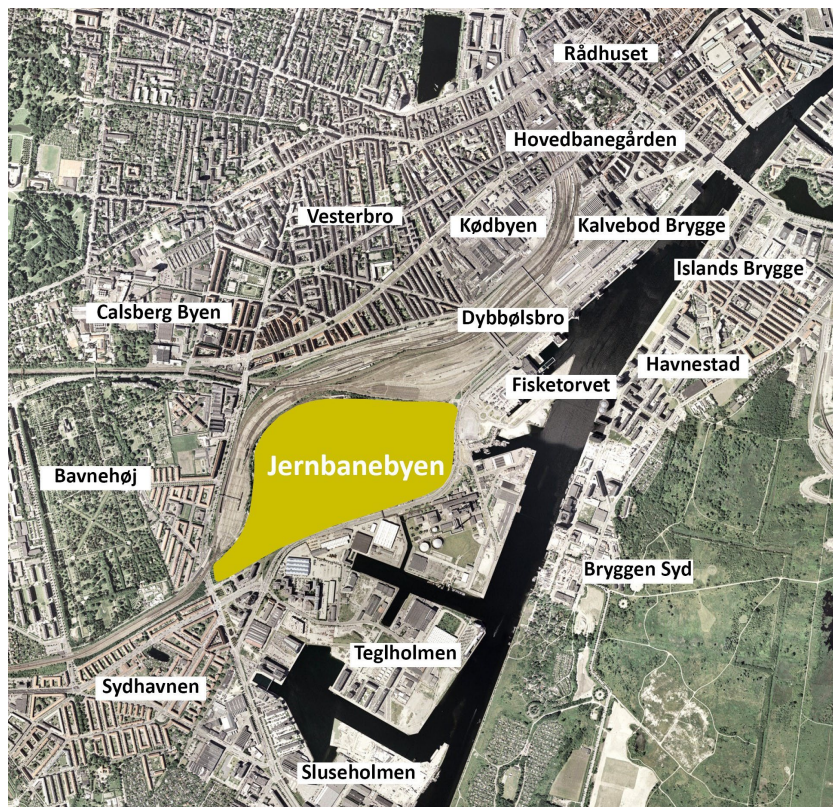 Rådhuset
Hovedbanegården
Vesterbro
Kødbyen
Kalvebod Brygge
Islands Brygge
Calsberg Byen
Dybbølsbro
Havnestad
Fisketorvet
Jernbanebyen
Bavnehøj
Bryggen Syd
Teglholmen
Sydhavnen
Sluseholmen